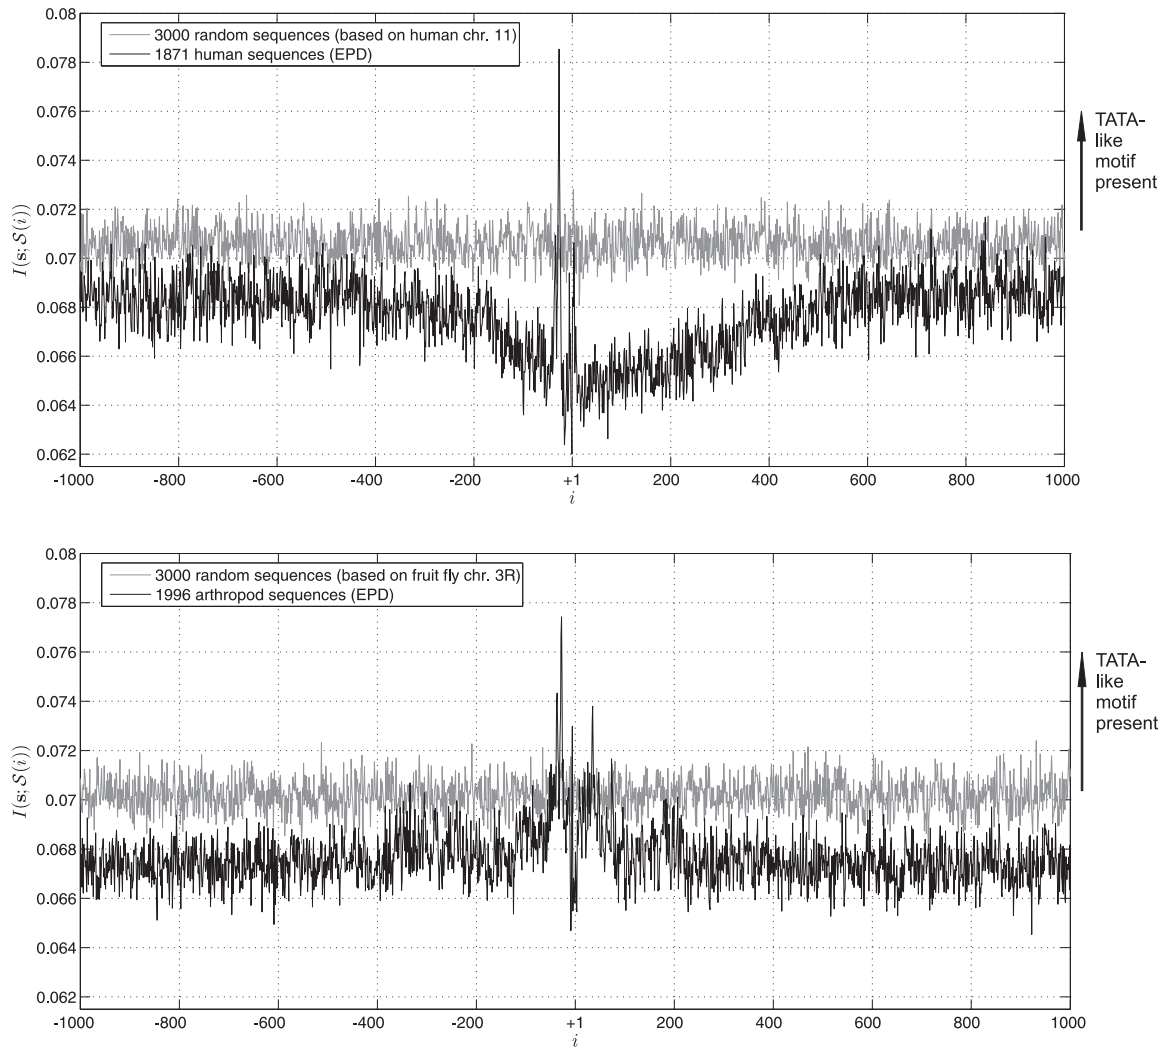 0.08
3000 random sequences (based on human chr. 11)
1871 human sequences (EPD)
0.078
0.076
0.074
0.072
0.07
0.068
0.066
0.064
0.062
I(s; S(i))
-1000 -800 -600 -400 -200 +1 200 400 600 800 1000
i
TATA-
like
motif
present
0.08
3000 random sequences (based on fruit fly chr. 3R)
1996 arthropod sequences (EPD)
0.078
0.076
0.074
0.072
0.07
0.068
0.066
0.064
0.062
I(s; S(i))
-1000 -800 -600 -400 -200 +1 200 400 600 800 1000
i
TATA-
like
motif
present